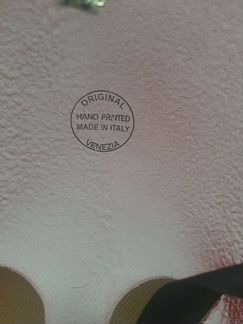 ORIGINAL
HAND PRINTED
MADE IN ITALY
VENEZIA